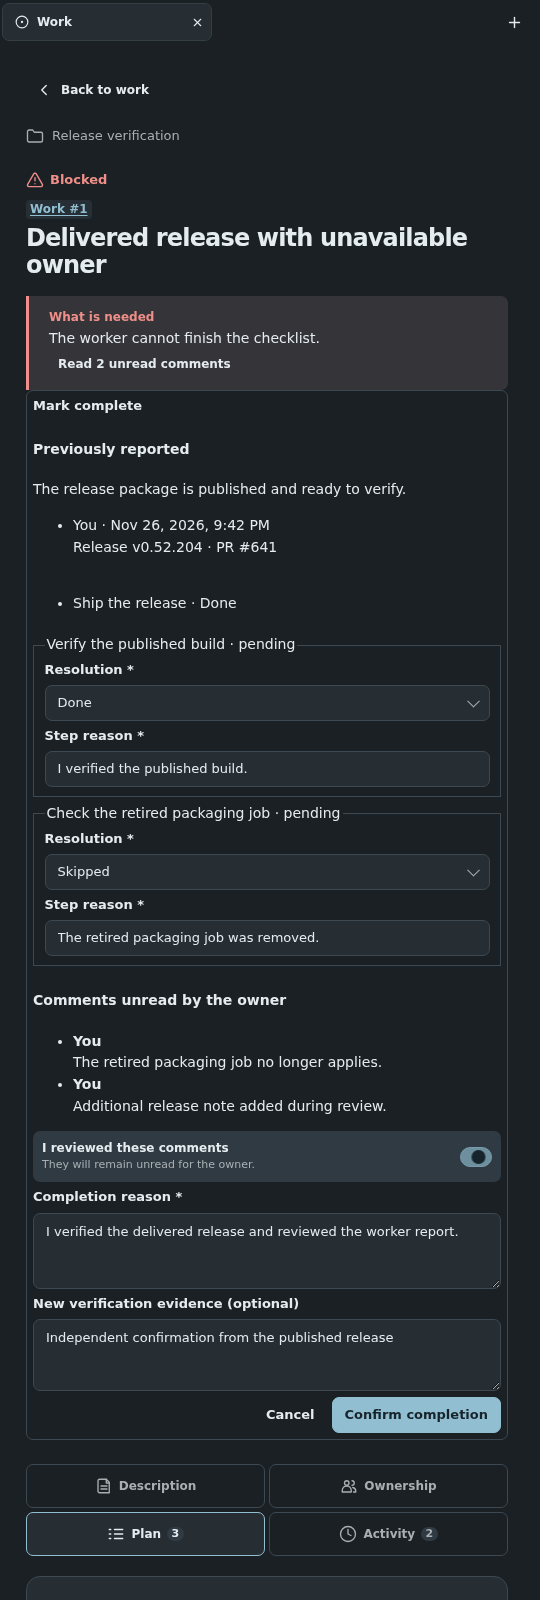 Work
Back to work
Release verification
Blocked
Work #1
Delivered release with unavailable
owner
What is needed
The worker cannot finish the checklist.
Read 2 unread comments
Mark complete
Previously reported
The release package is published and ready to verify.
• You · Nov 26, 2026, 9:42 PM
Release v0.52.204 · PR #641
• Ship the release · Done
Verify the published build · pending
Resolution *
Done
Step reason *
I verified the published build.
Check the retired packaging job · pending
Resolution *
Skipped
Step reason *
The retired packaging job was removed.
Comments unread by the owner
• You
The retired packaging job no longer applies.
• You
Additional release note added during review.
I reviewed these comments
They will remain unread for the owner.
Completion reason *
I verified the delivered release and reviewed the worker report.
New verification evidence (optional)
Independent confirmation from the published release
Cancel Confirm completion
Description Ownership
Plan 3 Activity 2